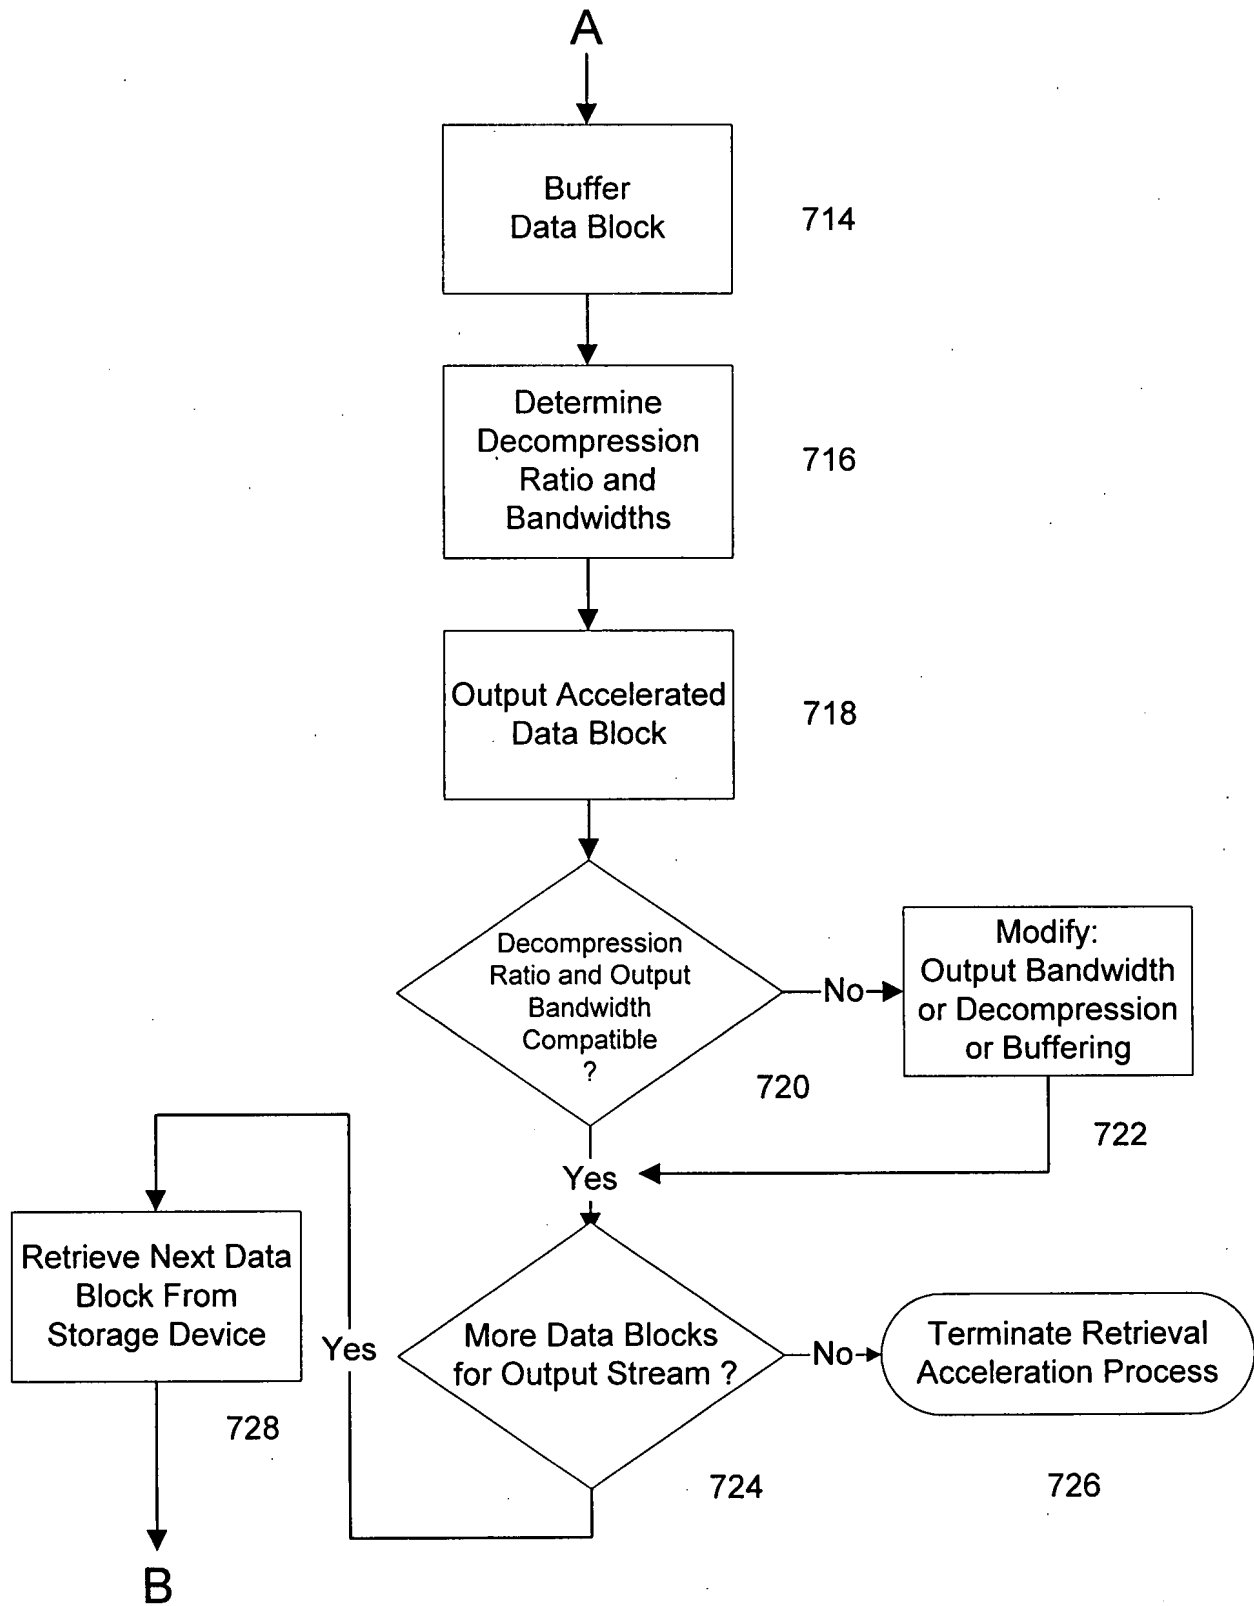 A
Buffer
Data Block
714
Determine
Decompression
Ratio and
Bandwidths
716
Output Accelerated
Data Block
718
Decompression
Ratio and Output
Bandwidth
Compatible
?
720
No
Modify:
Output Bandwidth
or Decompression
or Buffering
722
Yes
More Data Blocks
for Output Stream ?
724
No
Terminate Retrieval
Acceleration Process
726
Yes
Retrieve Next Data
Block From
Storage Device
728
B